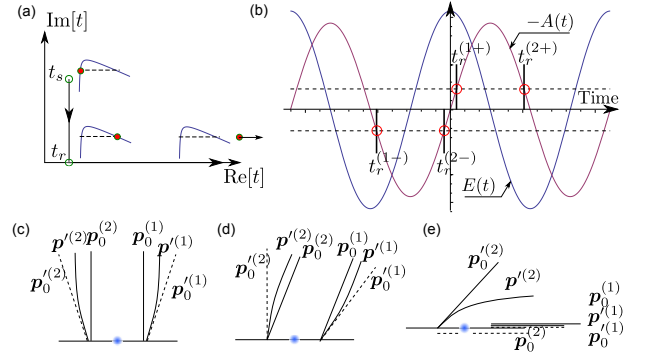 (a)
Im[t]
t_s
t_r
Re[t]
(b)
-A(t)
t_r^(1+)
t_r^(2+)
Time
t_r^(1-)
t_r^(2-)
E(t)
(c)
p'^(2) p_0^(2) p_0^(1) p'^(1)
p_0'^(2) p_0'^(1)
(d)
p'^(2) p_0^(2) p_0^(1) p'^(1)
p_0'^(2) p_0'^(1)
(e)
p_0'^(2)
p'^(2)
p_0^(1)
p'^(1)
p_0'^(1)
p_0^(2)